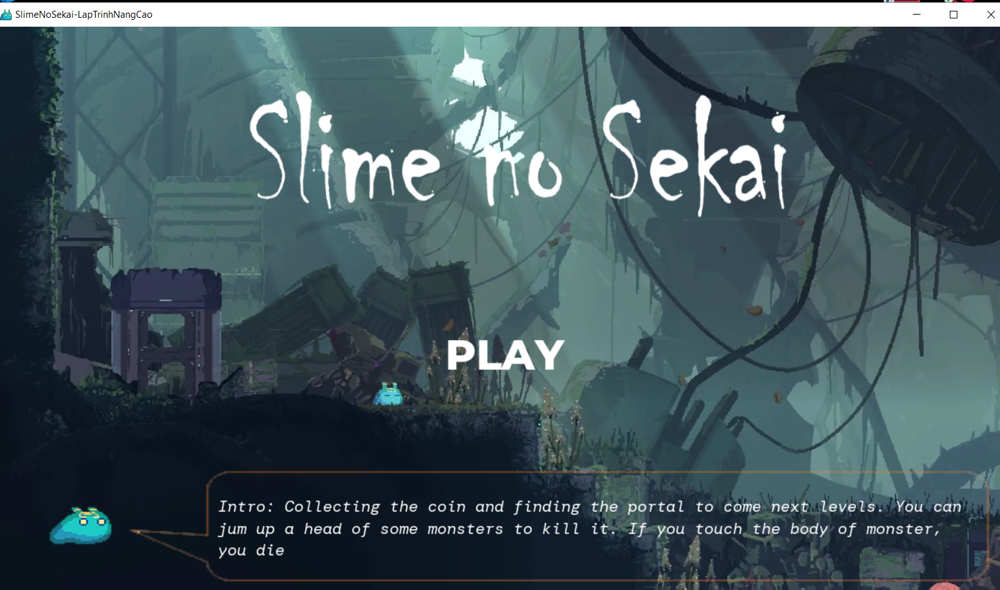 SlimeNoSekai-LapTrinhNangCao
Slime no Sekai
PLAY
Intro: Collecting the coin and finding the portal to come next levels. You can
jum up a head of some monsters to kill it. If you touch the body of monster,
you die